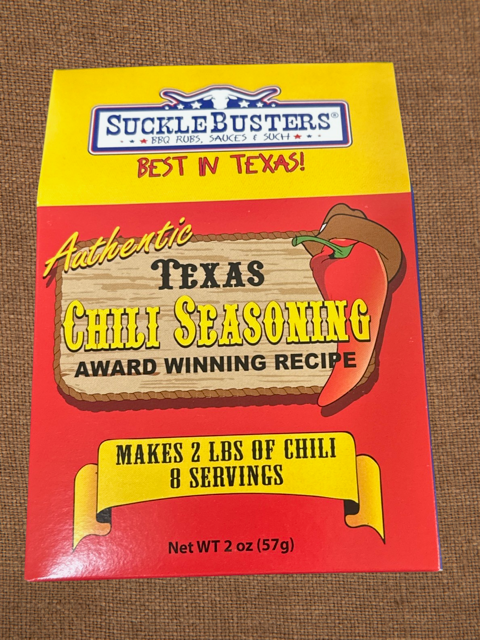 SUCKLEBUSTERS®
BBQ RUBS, SAUCES & SUCH
BEST IN TEXAS!
Authentic
TEXAS
CHILI SEASONING
AWARD WINNING RECIPE
MAKES 2 LBS OF CHILI
8 SERVINGS
Net WT 2 oz (57g)